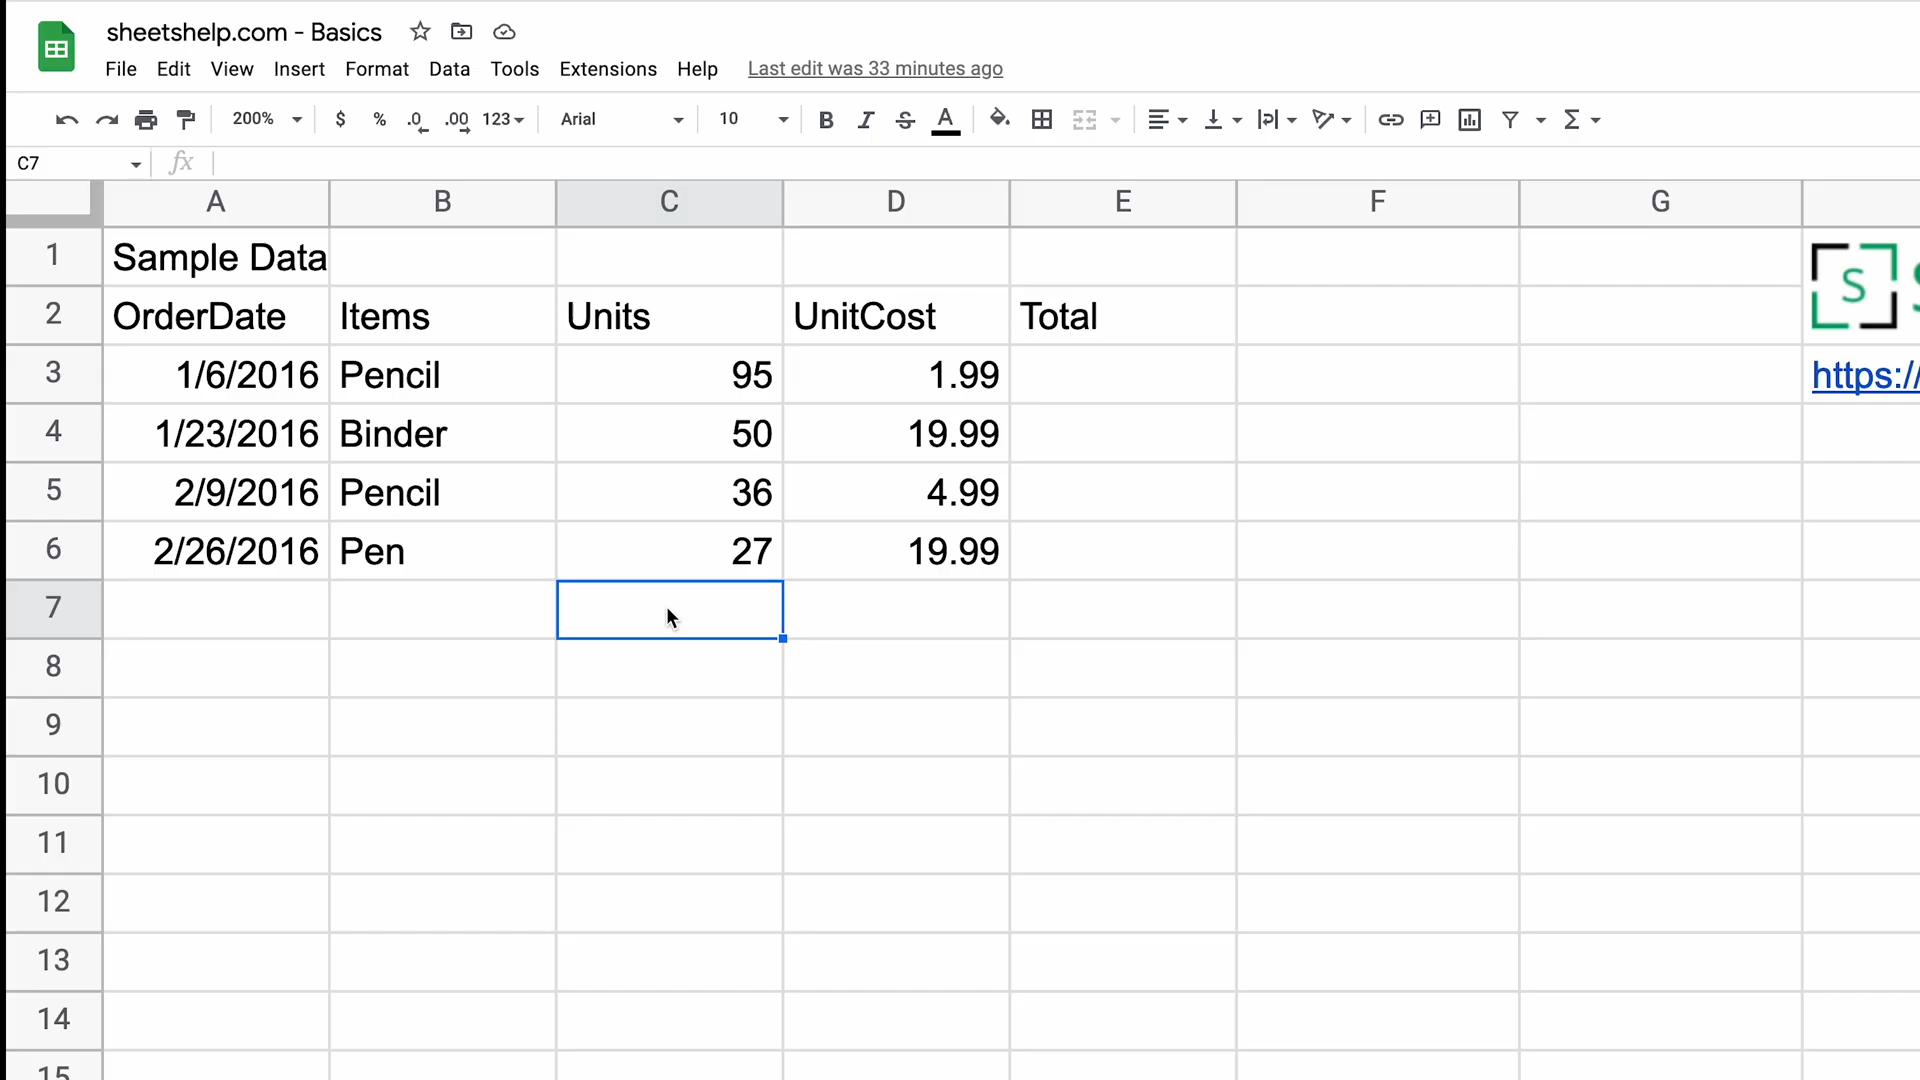 sheetshelp.com - Basics
File Edit View Insert Format Data Tools Extensions Help Last edit was 33 minutes ago
200% $ % .0 .00 123 Arial 10 B I S A Σ
C7 fx
A B C D E F G
1 Sample Data S
2 OrderDate Items Units UnitCost Total
3 1/6/2016 Pencil 95 1.99 https://
4 1/23/2016 Binder 50 19.99
5 2/9/2016 Pencil 36 4.99
6 2/26/2016 Pen 27 19.99
7
8
9
10
11
12
13
14
15